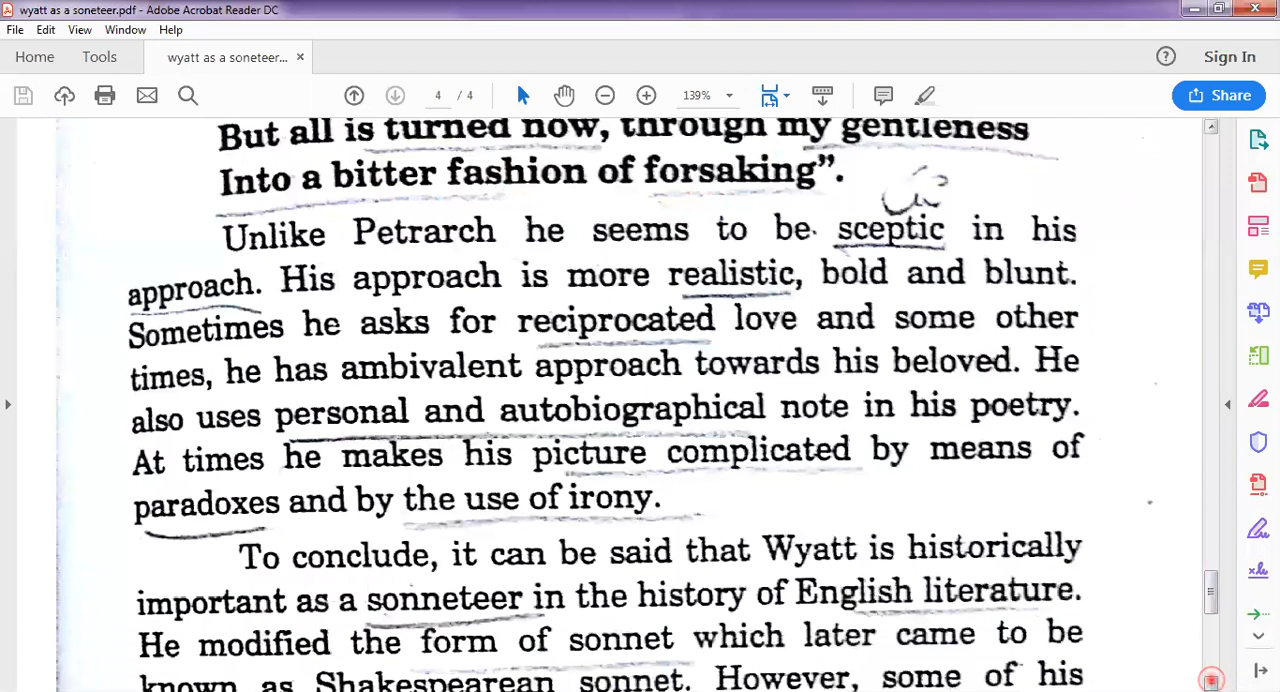 wyatt as a soneteer.pdf - Adobe Acrobat Reader DC
File Edit View Window Help
Home Tools wyatt as a soneteer... × Sign In
4 / 4 139% Share
But all is turned now, through my gentleness
Into a bitter fashion of forsaking”.
Unlike Petrarch he seems to be sceptic in his
approach. His approach is more realistic, bold and blunt.
Sometimes he asks for reciprocated love and some other
times, he has ambivalent approach towards his beloved. He
also uses personal and autobiographical note in his poetry.
At times he makes his picture complicated by means of
paradoxes and by the use of irony.
To conclude, it can be said that Wyatt is historically
important as a sonneteer in the history of English literature.
He modified the form of sonnet which later came to be
known as Shakespearean sonnet. However, some of his